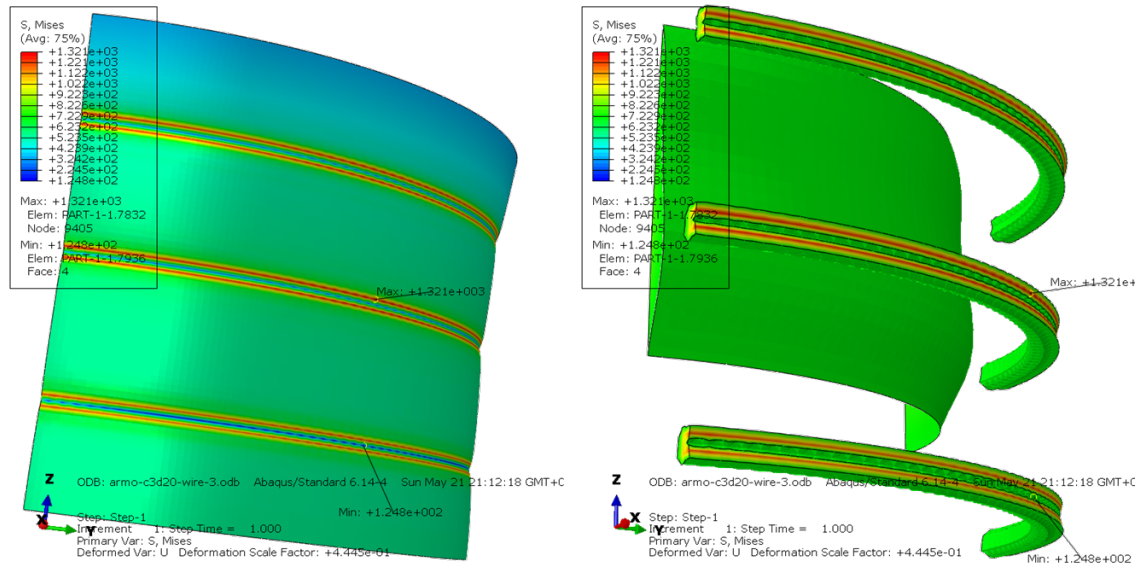 S, Mises
(Avg: 75%)
+1.321e+03
+1.221e+03
+1.122e+03
+1.022e+03
+9.223e+02
+8.226e+02
+7.229e+02
+6.232e+02
+5.235e+02
+4.239e+02
+3.242e+02
+2.245e+02
+1.248e+02
Max: +1.321e+03
Elem: PART-1-1.7832
Node: 9405
Min: +1.248e+02
Elem: PART-1-1.7936
Face: 4
Max: +1.321e+003
Min: +1.248e+002
Z
X
Y
ODB: armo-c3d20-wire-3.odb Abaqus/Standard 6.14-4 Sun May 21 21:12:18 GMT+0
Step: Step-1
Increment 1: Step Time = 1.000
Primary Var: S, Mises
Deformed Var: U Deformation Scale Factor: +4.445e-01
S, Mises
(Avg: 75%)
+1.321e+03
+1.221e+03
+1.122e+03
+1.022e+03
+9.223e+02
+8.226e+02
+7.229e+02
+6.232e+02
+5.235e+02
+4.239e+02
+3.242e+02
+2.245e+02
+1.248e+02
Max: +1.321e+03
Elem: PART-1-1.7832
Node: 9405
Min: +1.248e+02
Elem: PART-1-1.7936
Face: 4
Max: +1.321e+
Min: +1.248e+002
Z
X
Y
ODB: armo-c3d20-wire-3.odb Abaqus/Standard 6.14-4 Sun May 21 21:12:18 GMT+0
Step: Step-1
Increment 1: Step Time = 1.000
Primary Var: S, Mises
Deformed Var: U Deformation Scale Factor: +4.445e-01